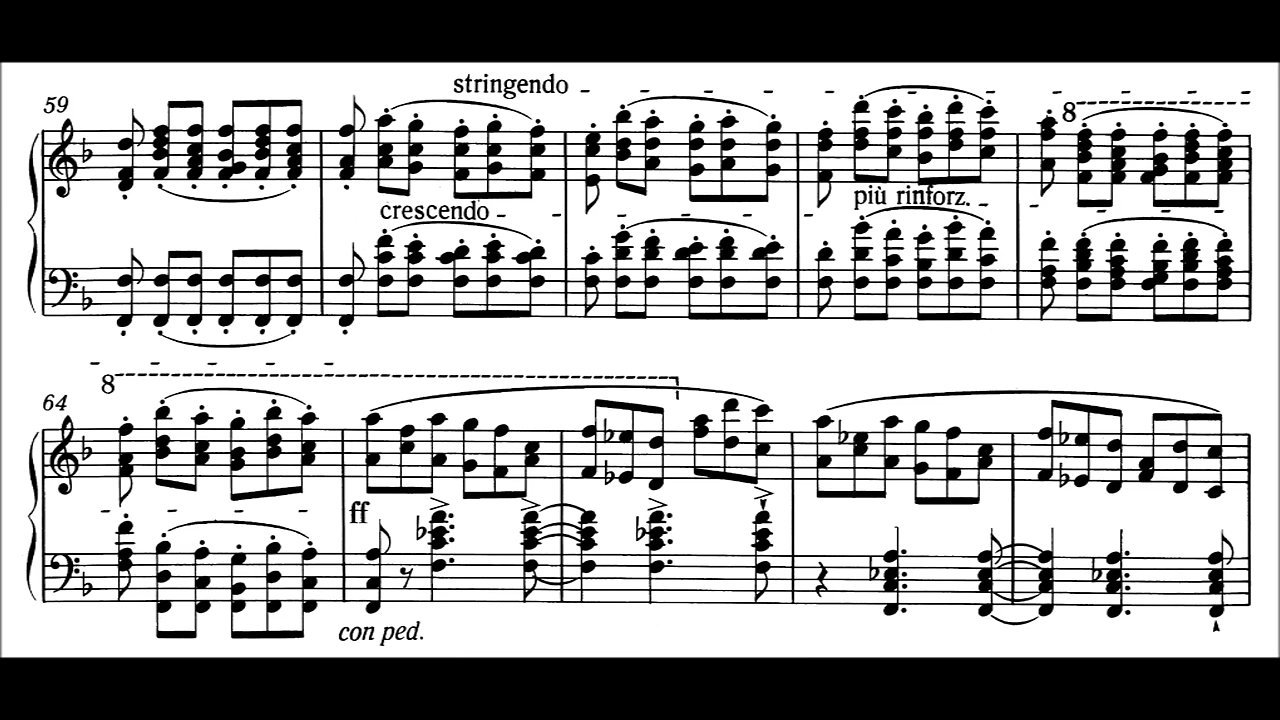 stringendo
59
8
crescendo
più rinforz.
8
64
ff
con ped.